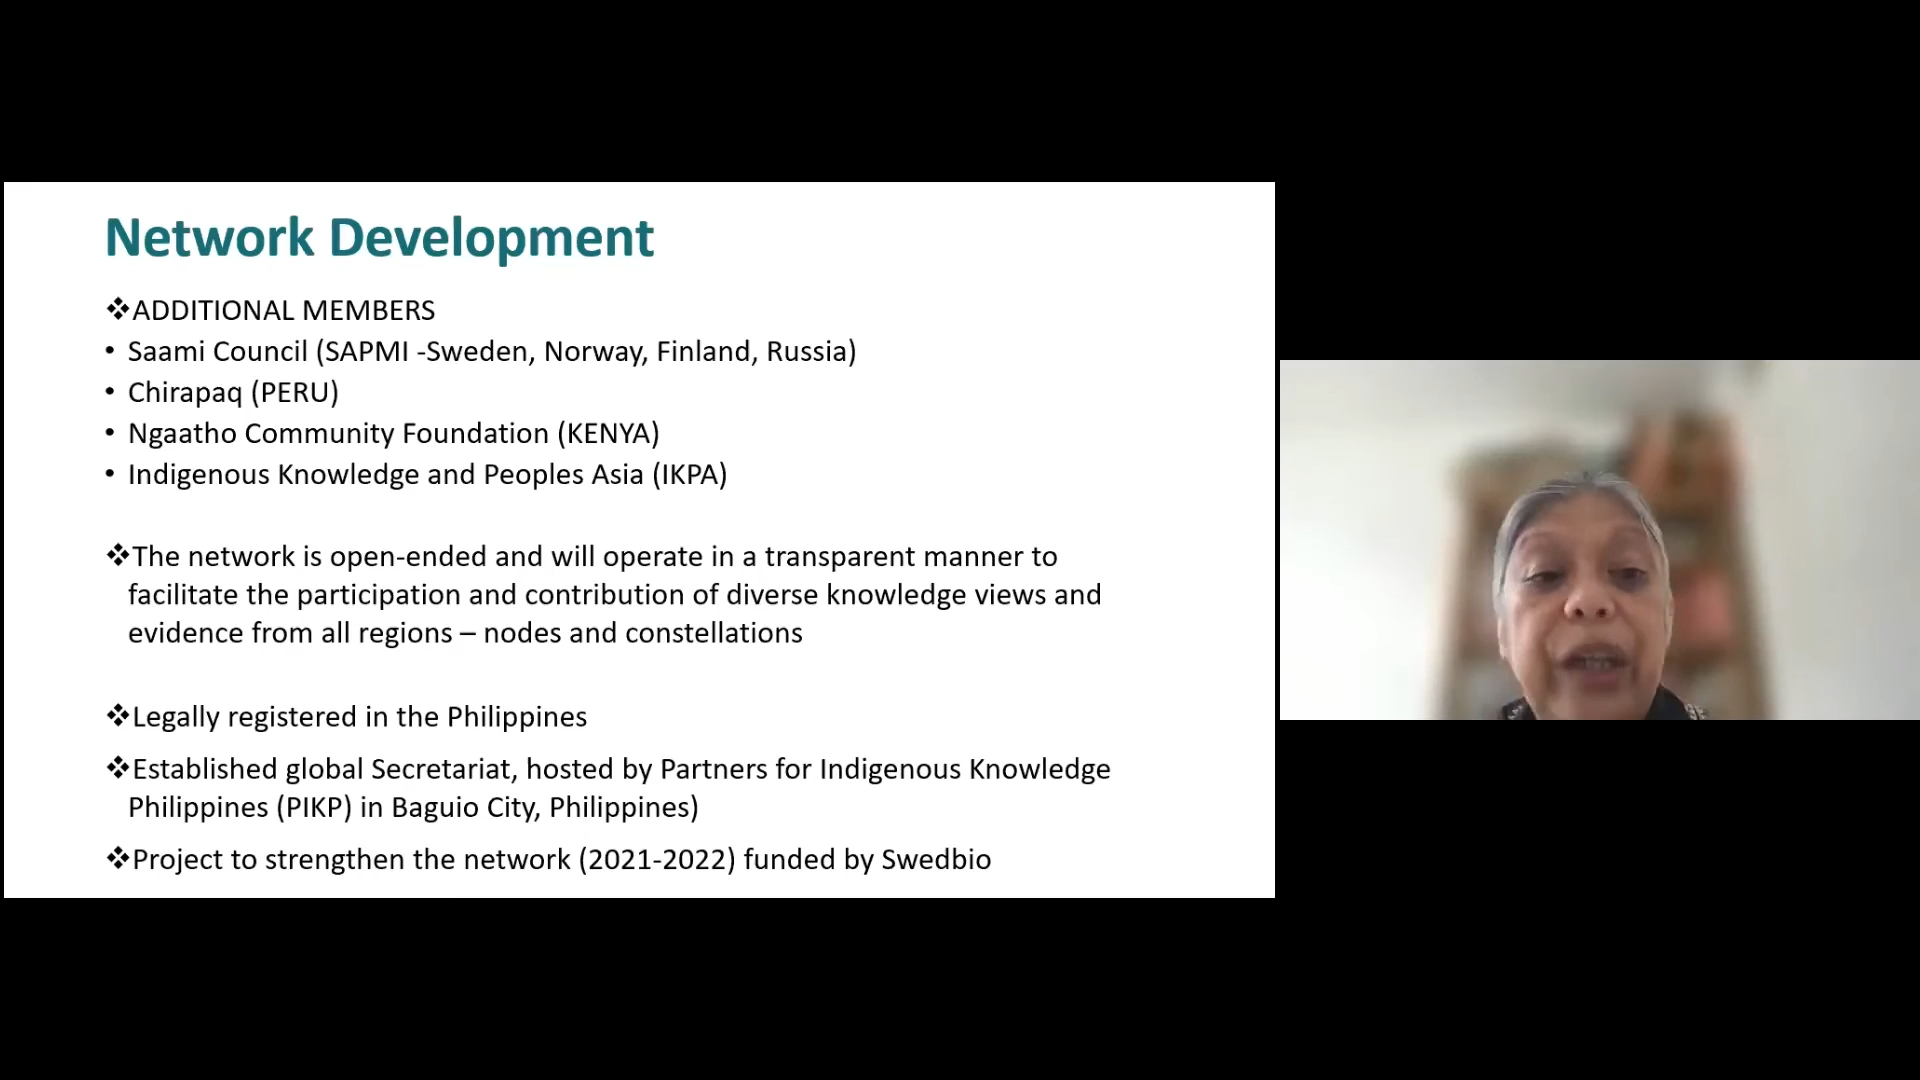 Network Development
❖ADDITIONAL MEMBERS
• Saami Council (SAPMI -Sweden, Norway, Finland, Russia)
• Chirapaq (PERU)
• Ngaatho Community Foundation (KENYA)
• Indigenous Knowledge and Peoples Asia (IKPA)
❖The network is open-ended and will operate in a transparent manner to
facilitate the participation and contribution of diverse knowledge views and
evidence from all regions – nodes and constellations
❖Legally registered in the Philippines
❖Established global Secretariat, hosted by Partners for Indigenous Knowledge
Philippines (PIKP) in Baguio City, Philippines)
❖Project to strengthen the network (2021-2022) funded by Swedbio